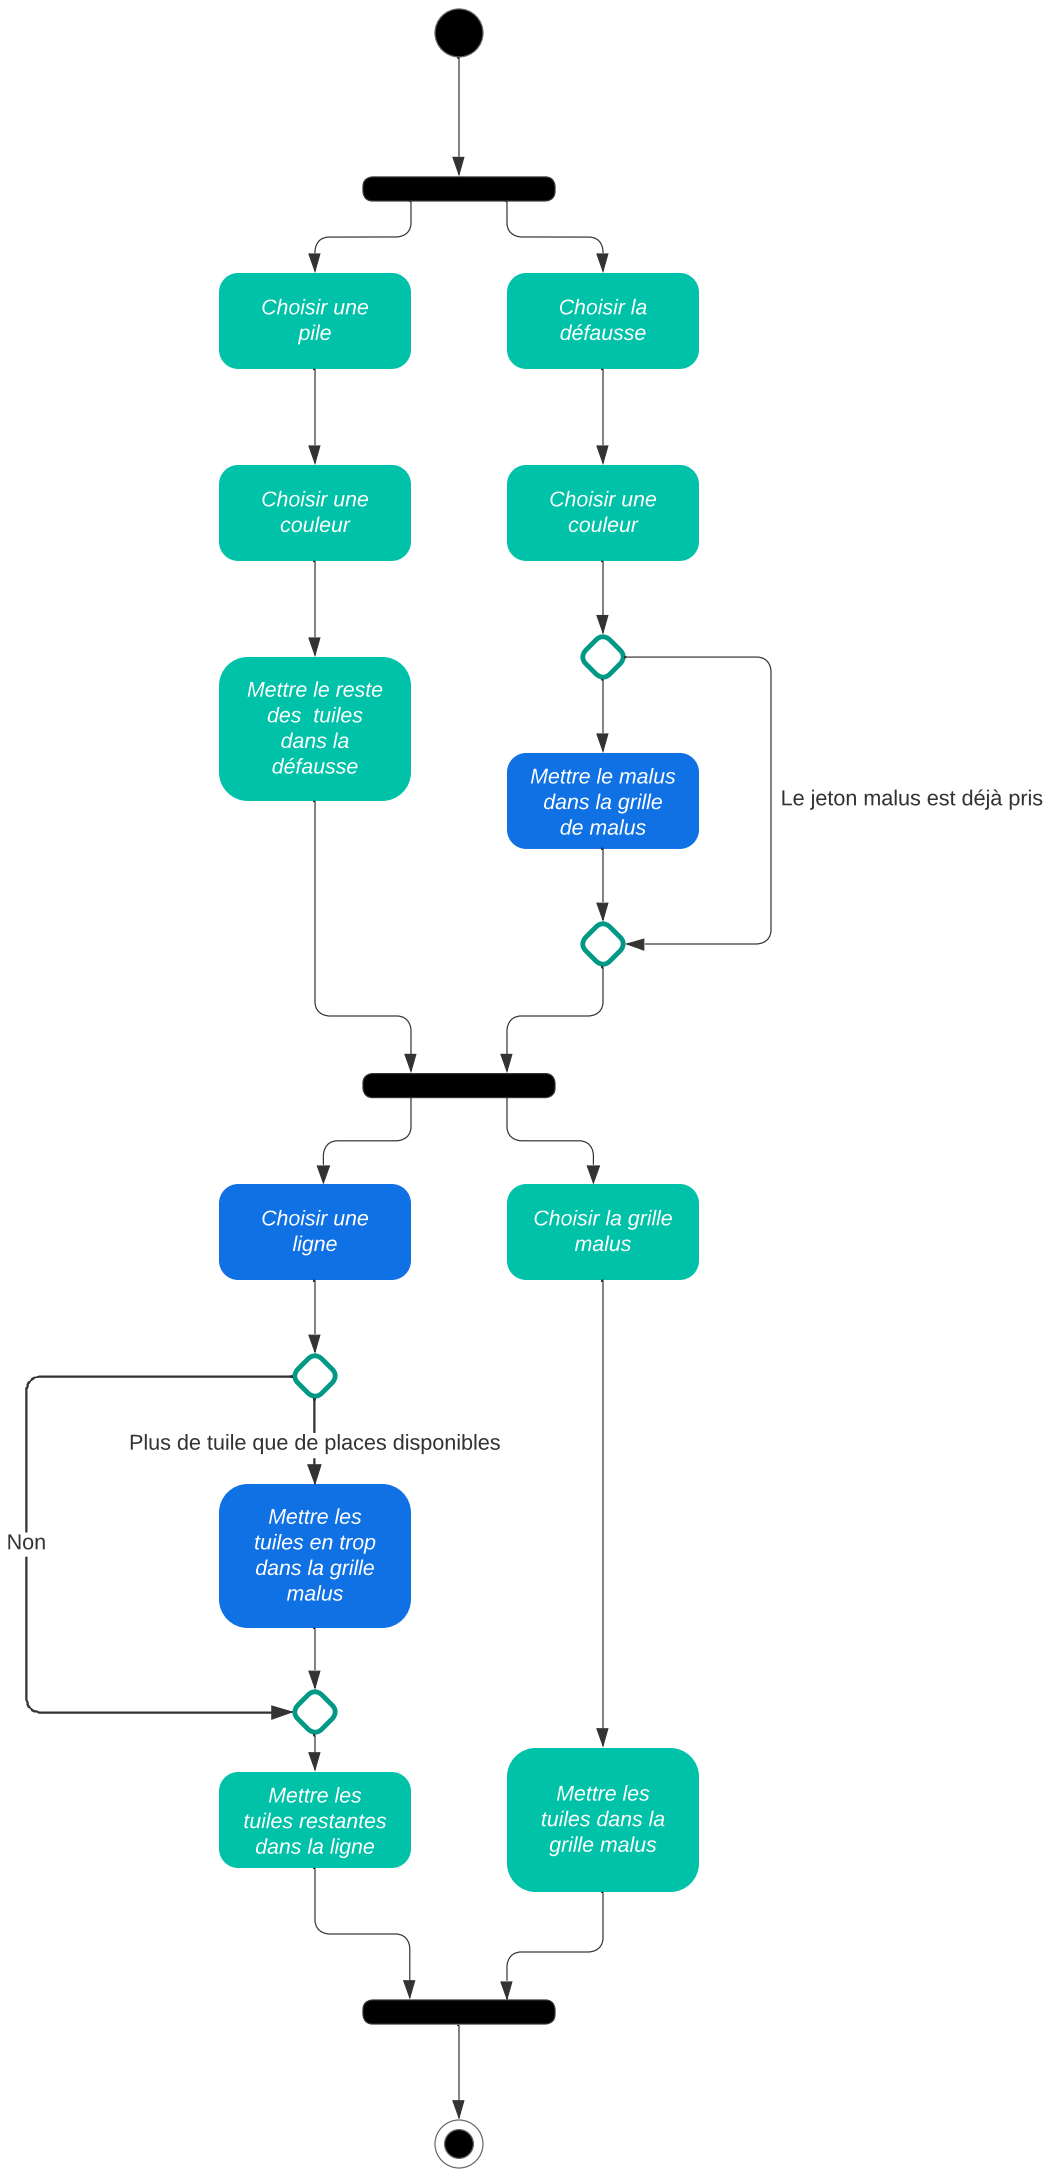 Choisir une
pile
Choisir la
défausse
Choisir une
couleur
Choisir une
couleur
Mettre le reste
des  tuiles
dans la
défausse
Mettre le malus
dans la grille
de malus
Le jeton malus est déjà pris
Choisir une
ligne
Choisir la grille
malus
Plus de tuile que de places disponibles
Non
Mettre les
tuiles en trop
dans la grille
malus
Mettre les
tuiles restantes
dans la ligne
Mettre les
tuiles dans la
grille malus